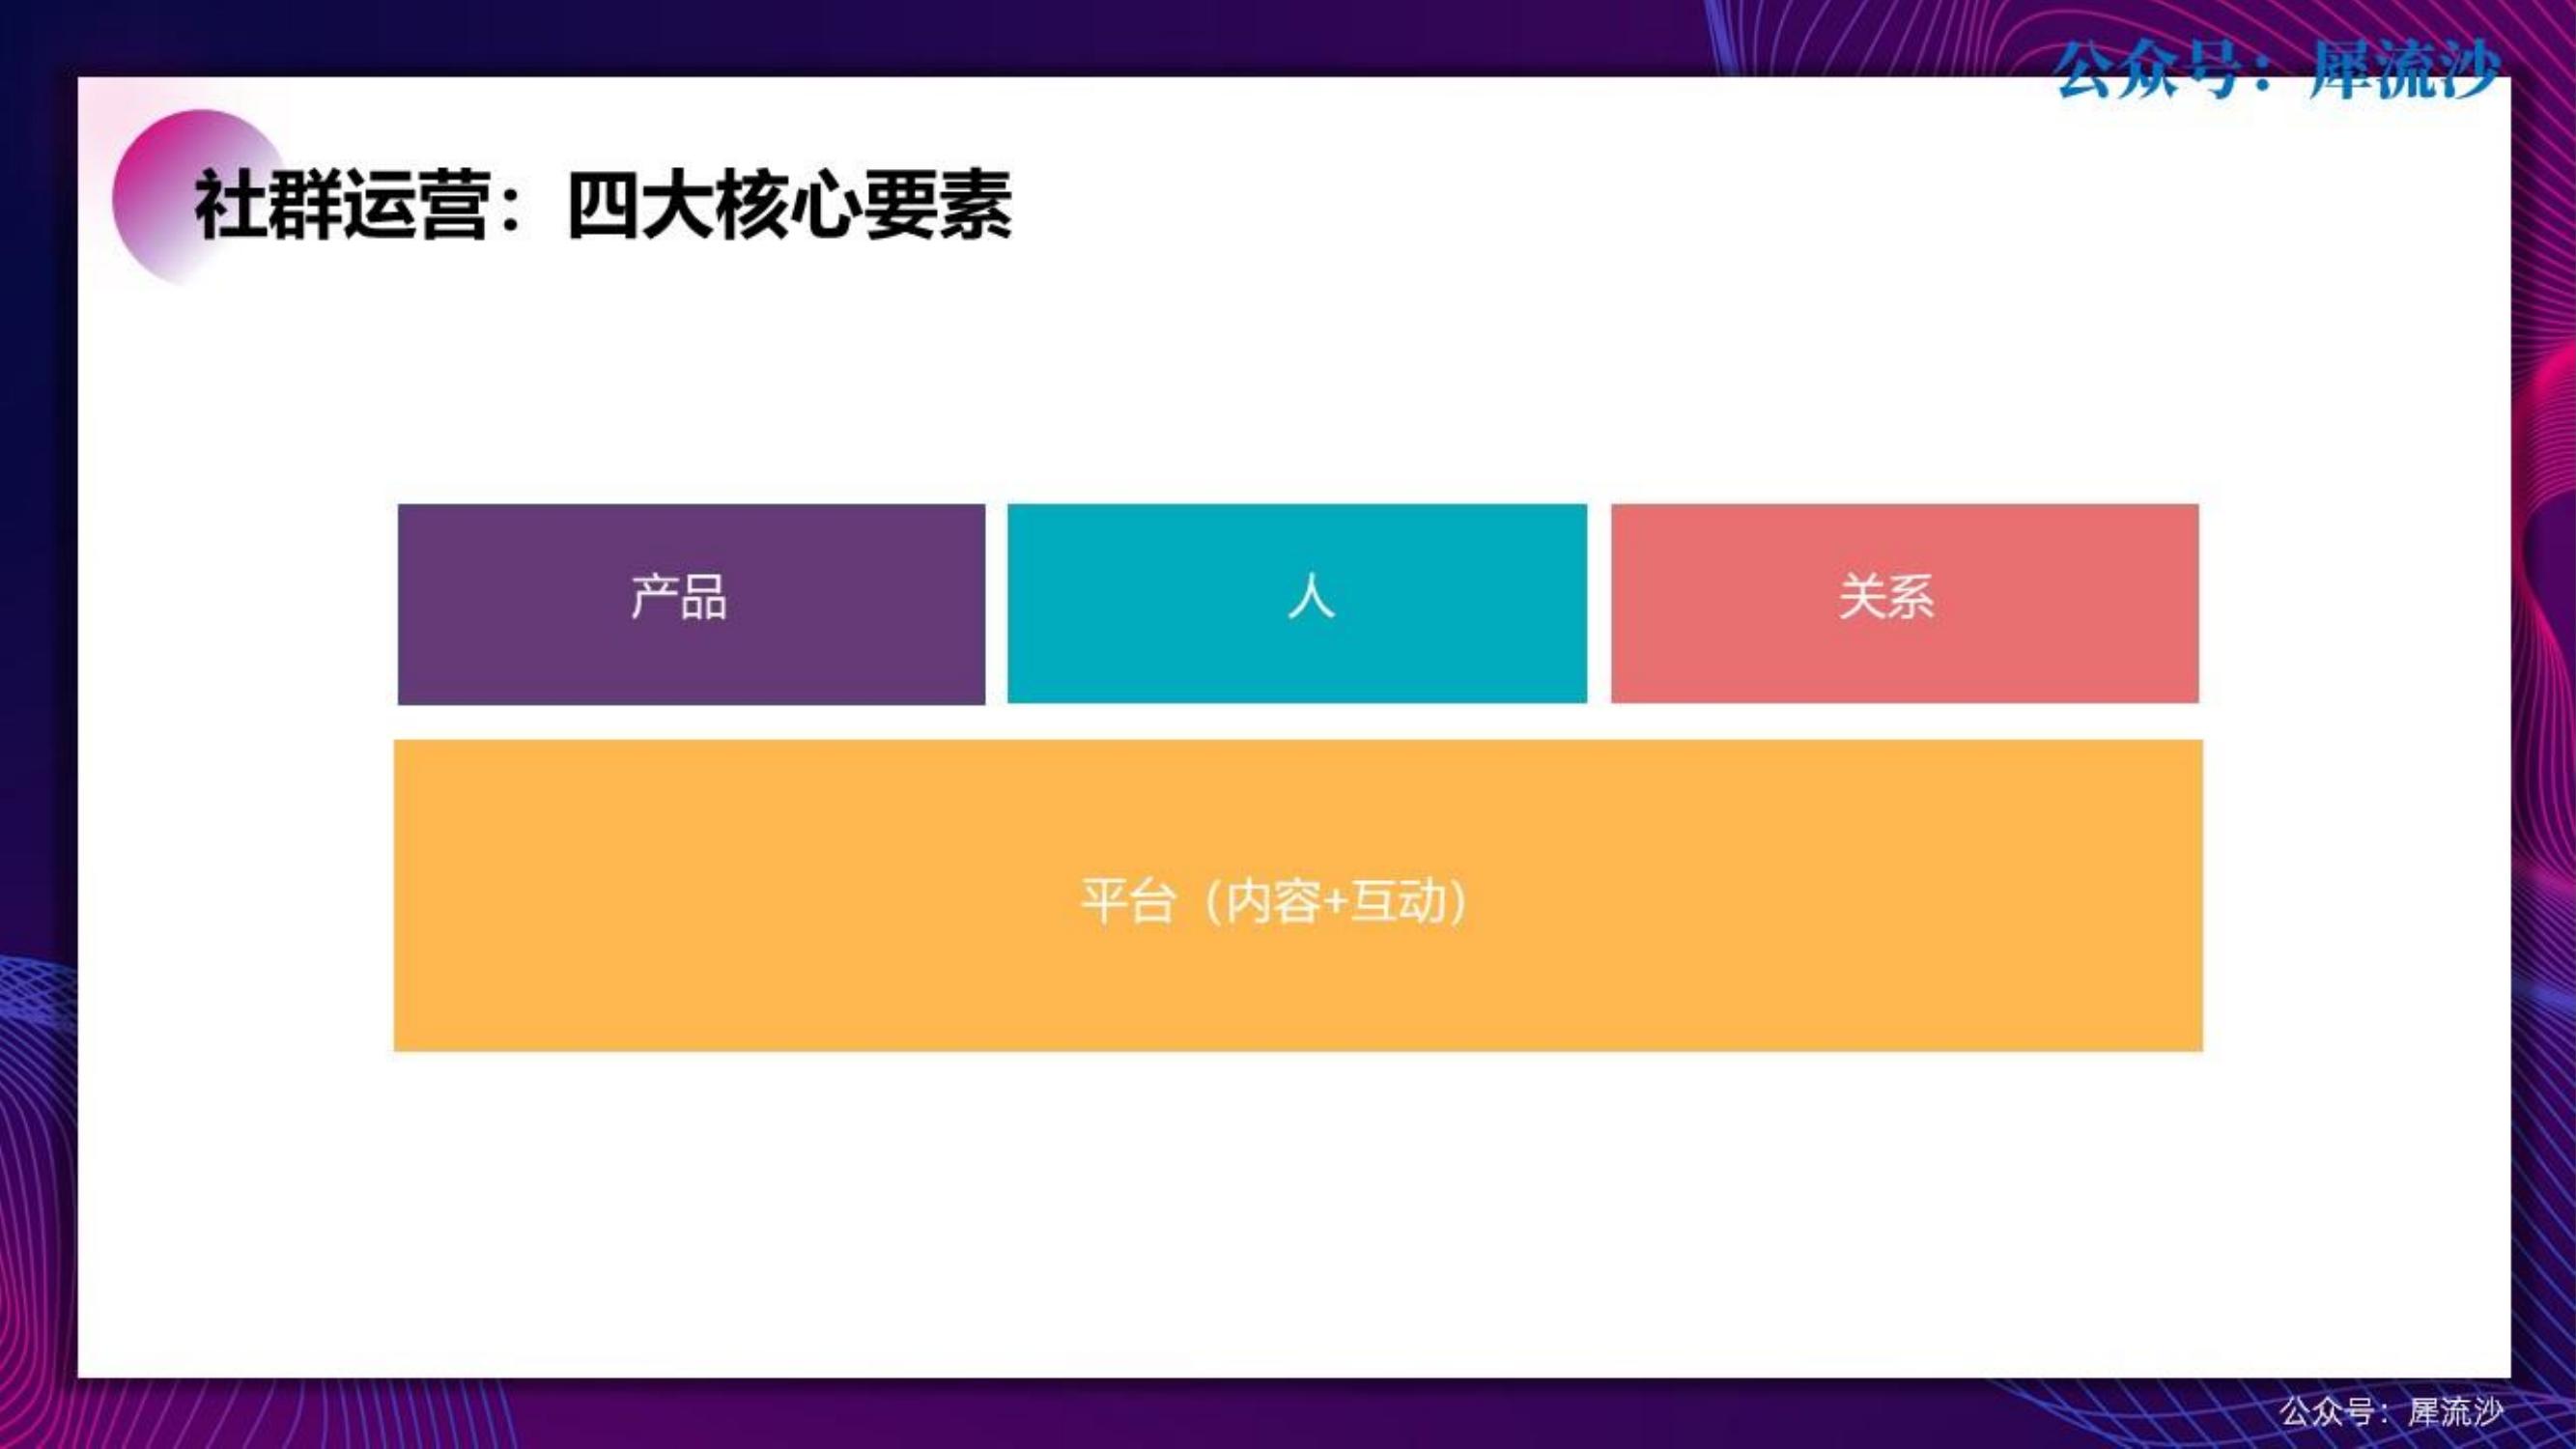 公众号：犀流沙
社群运营：四大核心要素
产品
人
关系
平台（内容+互动）
公众号：犀流沙